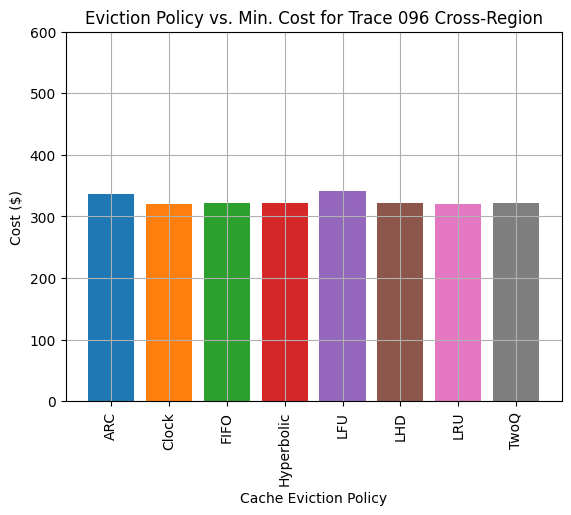 Eviction Policy vs. Min. Cost for Trace 096 Cross-Region
600
500
400
300
200
100
0
Cost ($)
ARC
Clock
FIFO
Hyperbolic
LFU
LHD
LRU
TwoQ
Cache Eviction Policy